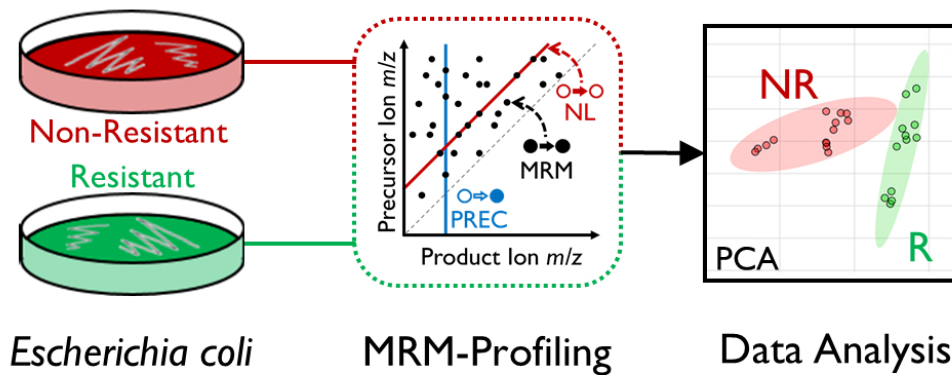 Non-Resistant
Resistant
Escherichia coli
Precursor Ion m/z
NL
MRM
PREC
Product Ion m/z
MRM-Profiling
NR
R
PCA
Data Analysis